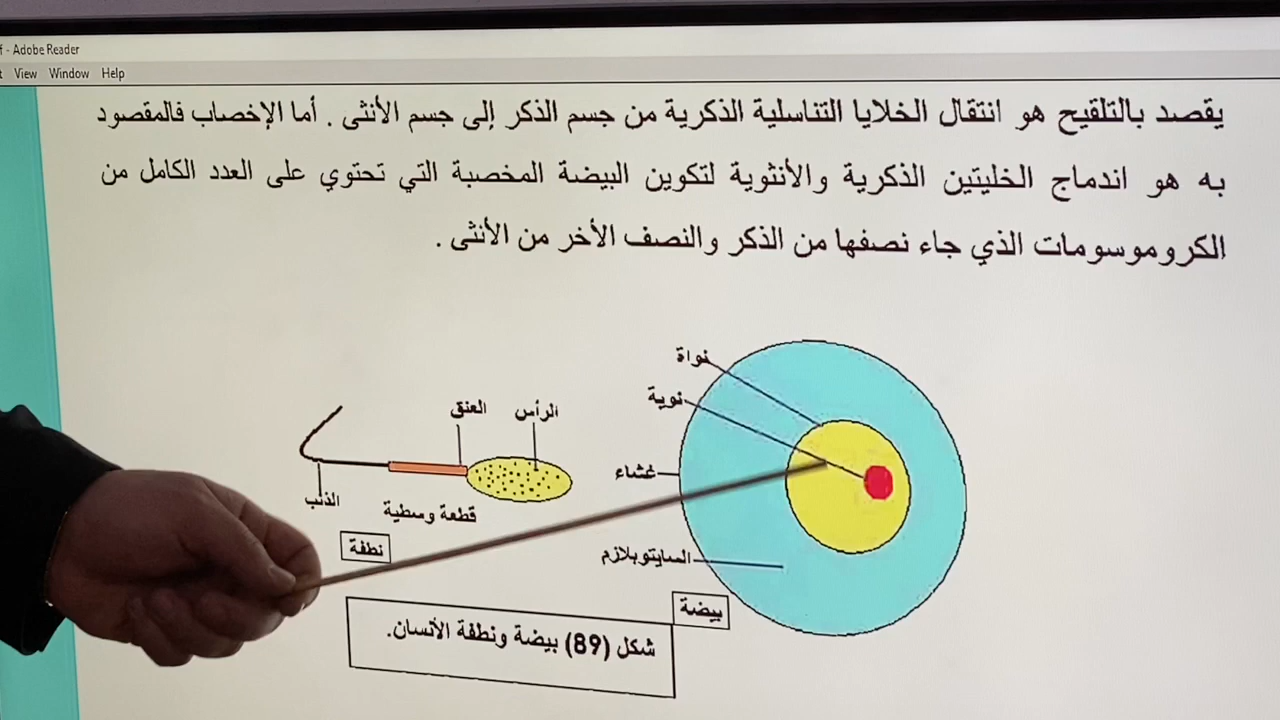 f - Adobe Reader
t View Window Help
يقصد بالتلقيح هو انتقال الخلايا التناسلية الذكرية من جسم الذكر إلى جسم الأنثى . أما الإخصاب فالمقصود
به هو اندماج الخليتين الذكرية والأنثوية لتكوين البيضة المخصبة التي تحتوي على العدد الكامل من
الكروموسومات الذي جاء نصفها من الذكر والنصف الأخر من الأنثى .
نواة
نوية
العنق
الرأس
غشاء
الذنب
قطعة وسطية
نطفة
السايتوبلازم
بيضة
شكل (89) بيضة ونطفة الأنسان.